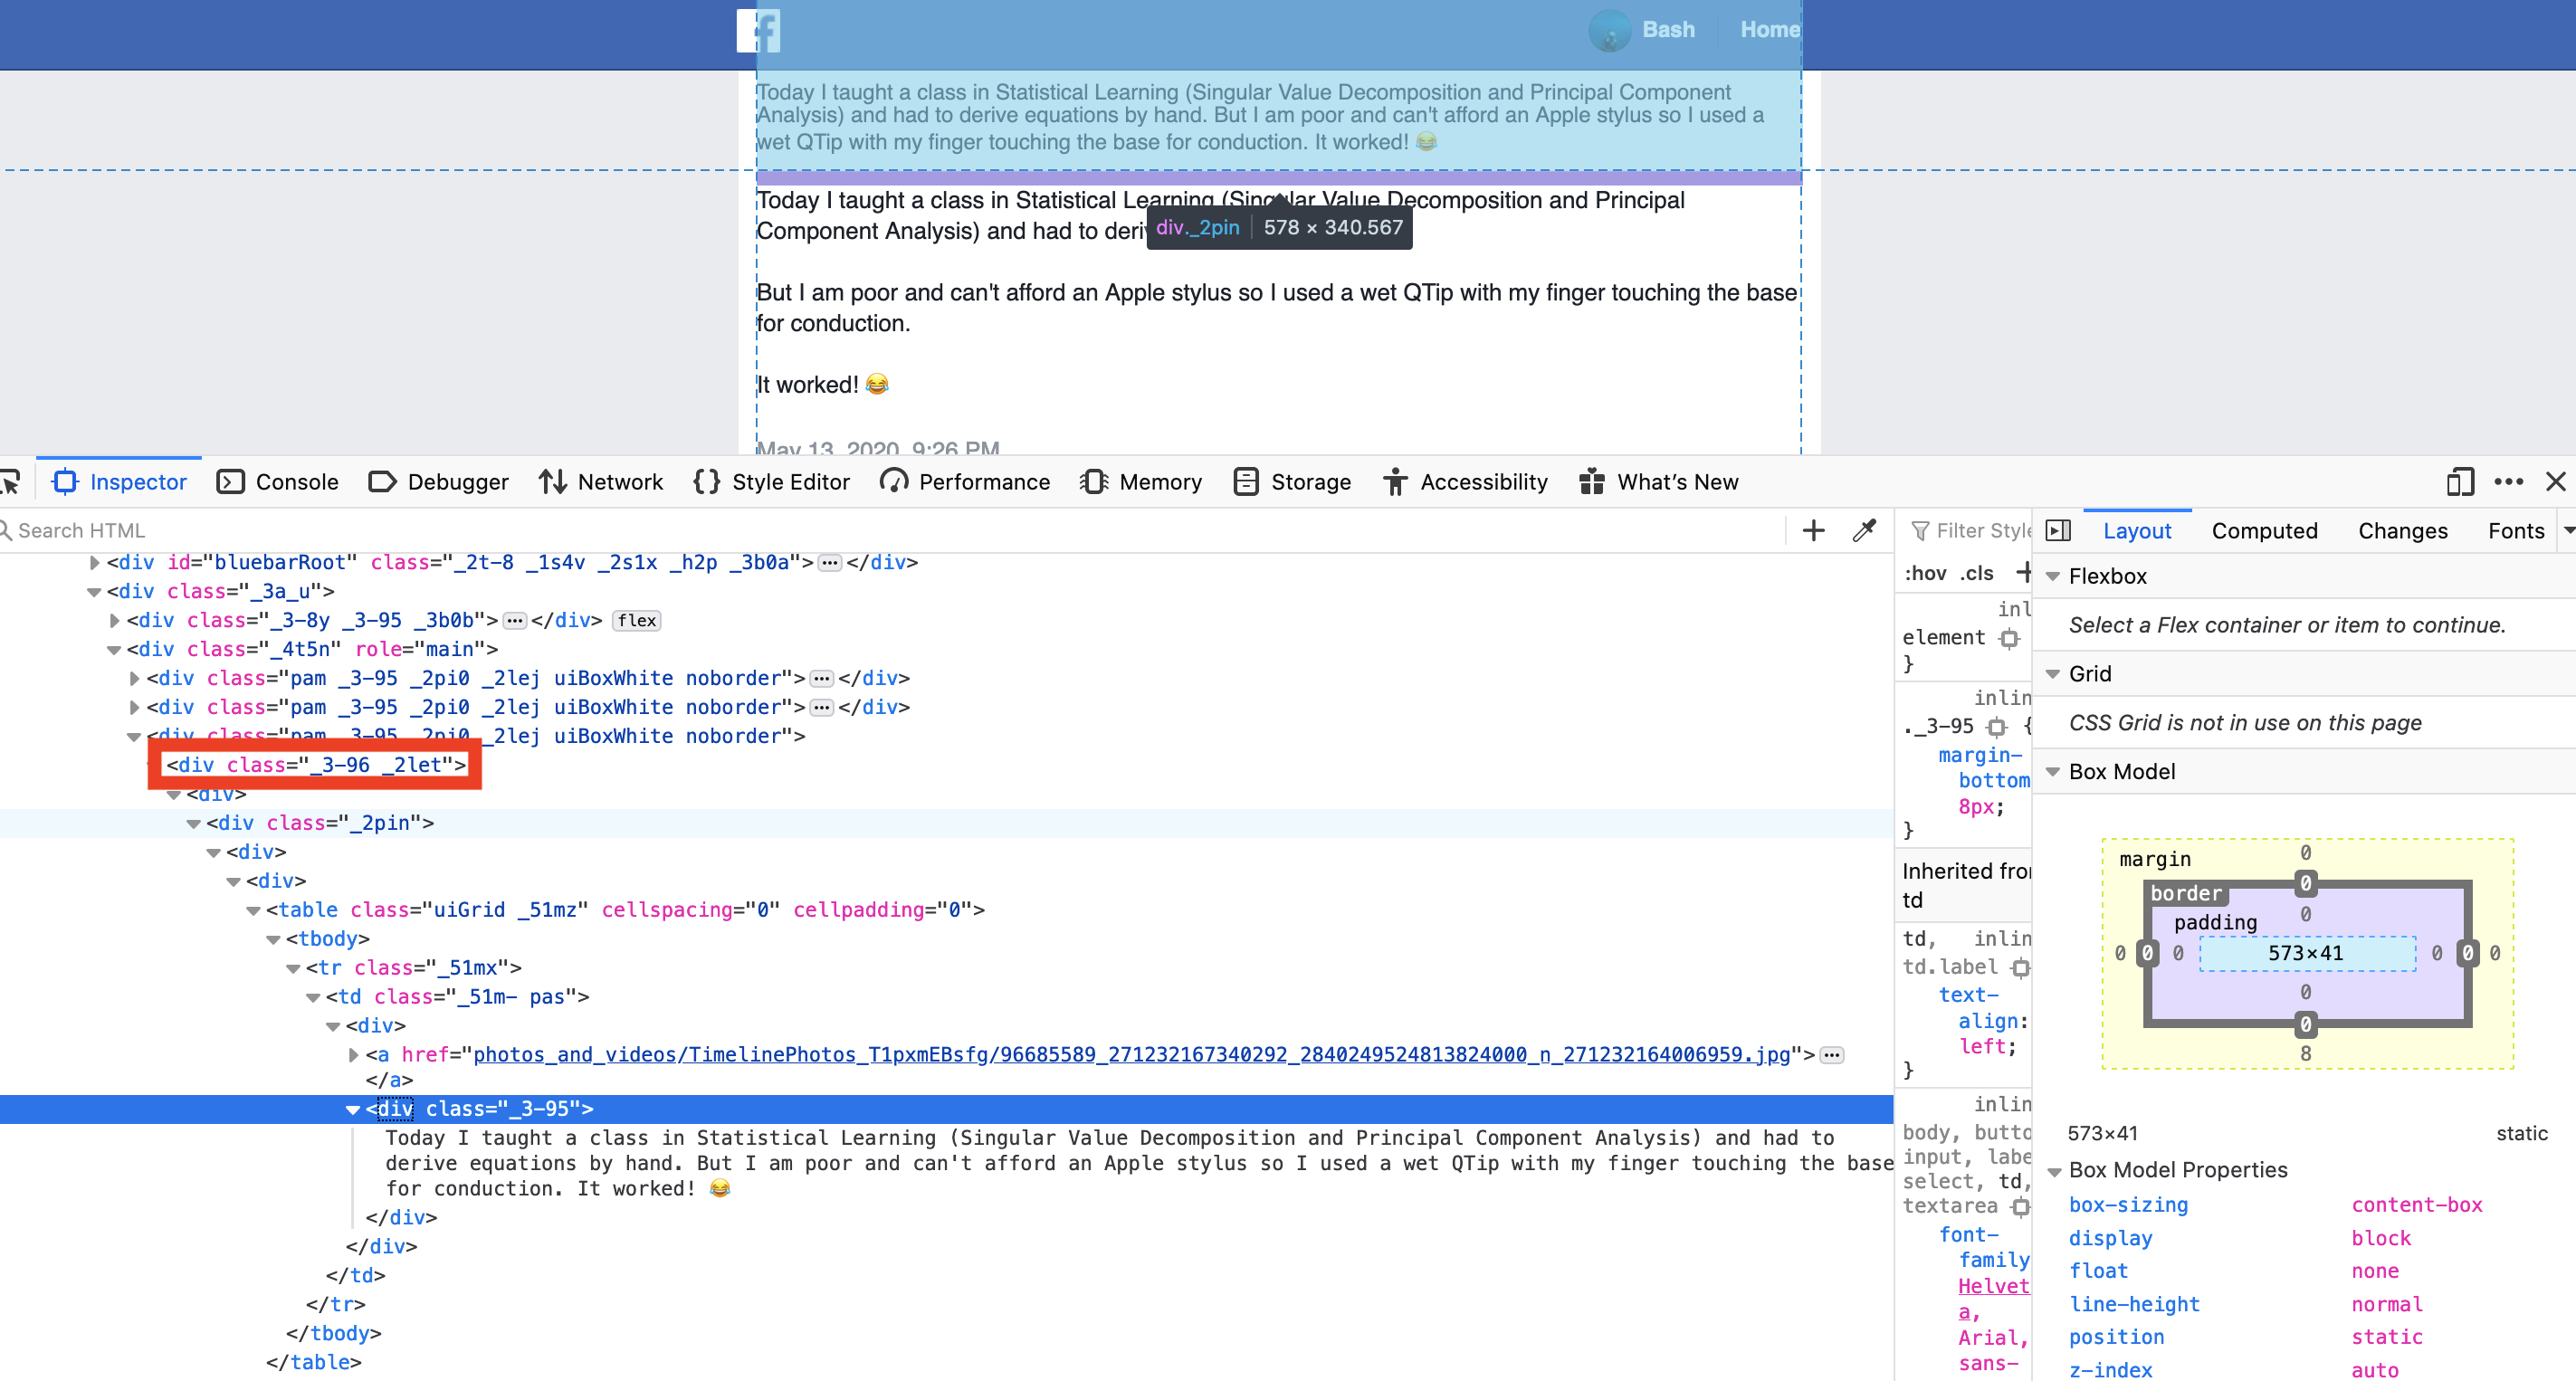 f Bash Home
Today I taught a class in Statistical Learning (Singular Value Decomposition and Principal Component
Analysis) and had to derive equations by hand. But I am poor and can't afford an Apple stylus so I used a
wet QTip with my finger touching the base for conduction. It worked! 😂
Today I taught a class in Statistical Learning (Singular Value Decomposition and Principal
Component Analysis) and had to deri
div._2pin 578 × 340.567
But I am poor and can't afford an Apple stylus so I used a wet QTip with my finger touching the base
for conduction.
It worked! 😂
May 13, 2020, 9:26 PM
Inspector Console Debugger Network {} Style Editor Performance Memory Storage Accessibility What's New
Search HTML
<div id="bluebarRoot" class="_2t-8 _1s4v _2s1x _h2p _3b0a">…</div>
<div class="_3a_u">
<div class="_3-8y _3-95 _3b0b">…</div> flex
<div class="_4t5n" role="main">
<div class="pam _3-95 _2pi0 _2lej uiBoxWhite noborder">…</div>
<div class="pam _3-95 _2pi0 _2lej uiBoxWhite noborder">…</div>
<div class="pam _3-95 _2pi0 _2lej uiBoxWhite noborder">
<div class="_3-96 _2let">
<div>
<div class="_2pin">
<div>
<div>
<table class="uiGrid _51mz" cellspacing="0" cellpadding="0">
<tbody>
<tr class="_51mx">
<td class="_51m- pas">
<div>
<a href="photos_and_videos/TimelinePhotos_T1pxmEBsfg/96685589_271232167340292_2840249524813824000_n_271232164006959.jpg">…
</a>
<div class="_3-95">
Today I taught a class in Statistical Learning (Singular Value Decomposition and Principal Component Analysis) and had to
derive equations by hand. But I am poor and can't afford an Apple stylus so I used a wet QTip with my finger touching the base
for conduction. It worked! 😂
</div>
</div>
</td>
</tr>
</tbody>
</table>
Filter Style
:hov .cls +
inl
element
}
inlin
._3-95 {
margin-
bottom
8px;
}
Inherited from
td
td, inlin
td.label
text-
align:
left;
}
inlin
body, butto
input, labe
select, td,
textarea
font-
family
Helvet
a,
Arial,
sans-
Layout Computed Changes Fonts
Flexbox
Select a Flex container or item to continue.
Grid
CSS Grid is not in use on this page
Box Model
margin 0
border 0
padding 0
0 0 0 573×41 0 0 0
0
0
8
573×41 static
Box Model Properties
box-sizing content-box
display block
float none
line-height normal
position static
z-index auto